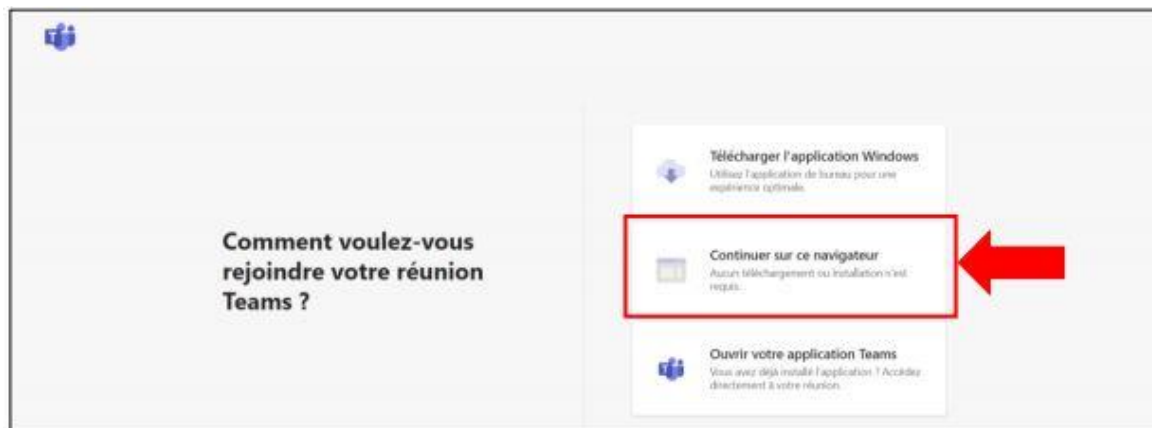 Comment voulez-vous
rejoindre votre réunion
Teams ?
Télécharger l'application Windows
Utilisez l'application de bureau pour une
expérience optimale.
Continuer sur ce navigateur
Aucun téléchargement ou installation n'est
requis.
Ouvrir votre application Teams
Vous avez déjà installé l'application ? Accédez
directement à votre réunion.